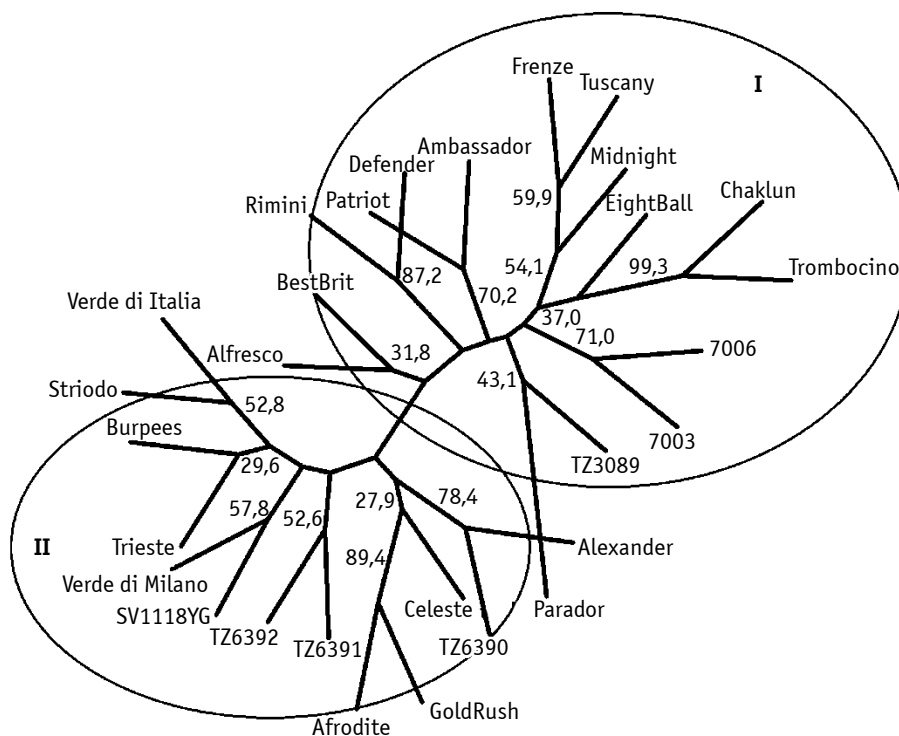 Frenze
Tuscany
I
Ambassador
Midnight
Defender
Chaklun
59,9
EightBall
Rimini
Patriot
99,3
Trombocino
54,1
87,2
BestBrit
70,2
Verde di Italia
37,0
71,0
7006
Alfresco
31,8
43,1
Striodo
52,8
Burpees
7003
29,6
TZ3089
57,8
52,6
27,9
78,4
II
Trieste
89,4
Alexander
Verde di Milano
SV1118YG
Celeste
Parador
TZ6392
TZ6391
TZ6390
GoldRush
Afrodite